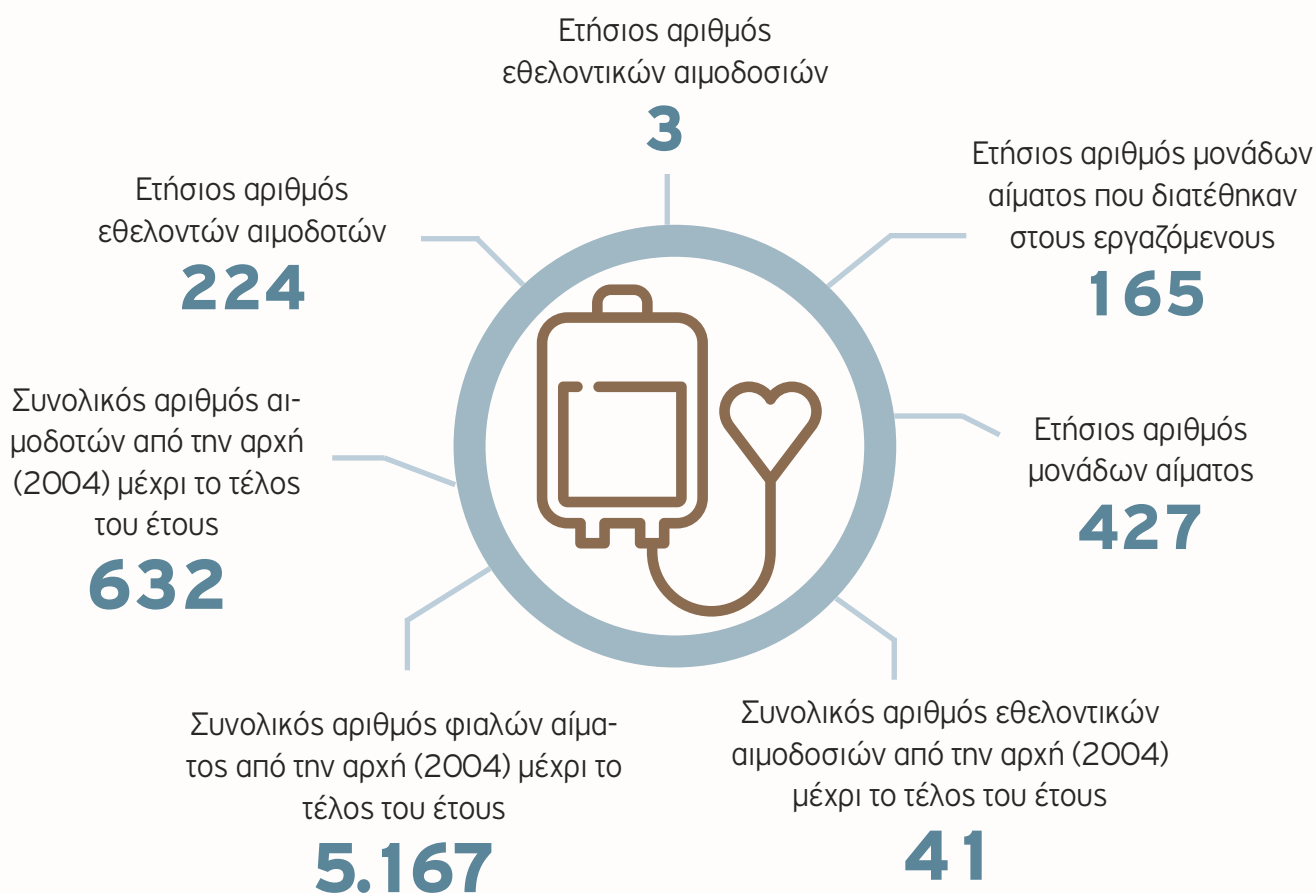 Ετήσιος αριθμός
εθελοντικών αιμοδοσιών
3
Ετήσιος αριθμός μονάδων
αίματος που διατέθηκαν
στους εργαζόμενους
165
Ετήσιος αριθμός
εθελοντών αιμοδοτών
224
Συνολικός αριθμός αι-
μοδοτών από την αρχή
(2004) μέχρι το τέλος
του έτους
632
Ετήσιος αριθμός
μονάδων αίματος
427
Συνολικός αριθμός φιαλών αίμα-
τος από την αρχή (2004) μέχρι το
τέλος του έτους
5.167
Συνολικός αριθμός εθελοντικών
αιμοδοσιών από την αρχή (2004)
μέχρι το τέλος του έτους
41